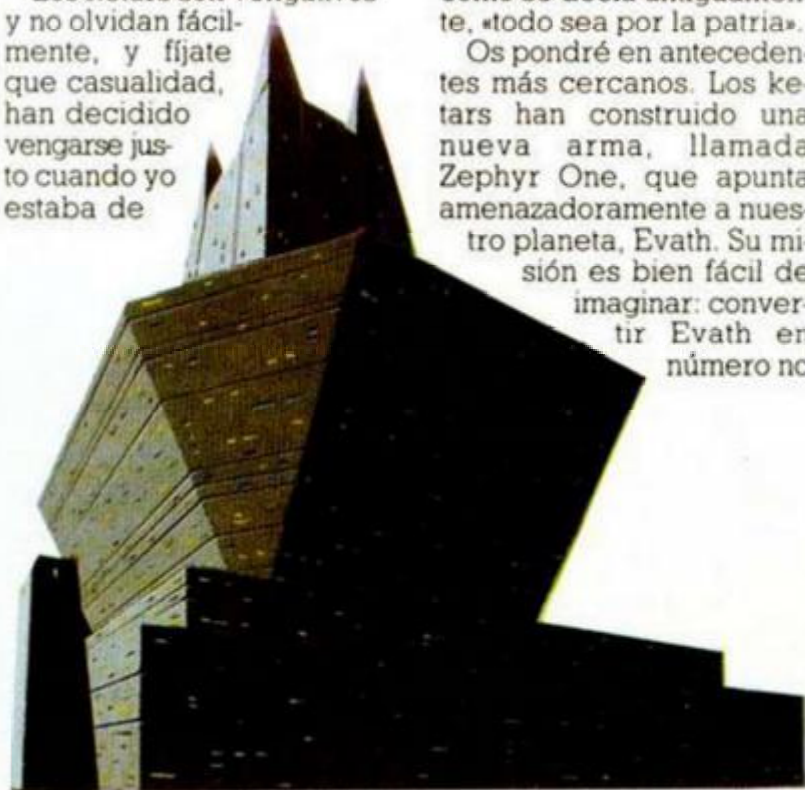 y no olvidan fácil-
mente, y fíjate
que casualidad,
han decidido
vengarse jus-
to cuando yo
estaba de
te, «todo sea por la patria».
Os pondré en anteceden-
tes más cercanos. Los ke-
tars han construido una
nueva arma, llamada
Zephyr One, que apunta
amenazadoramente a nues-
tro planeta, Evath. Su mi-
sión es bien fácil de
imaginar: conver-
tir Evath en
número no